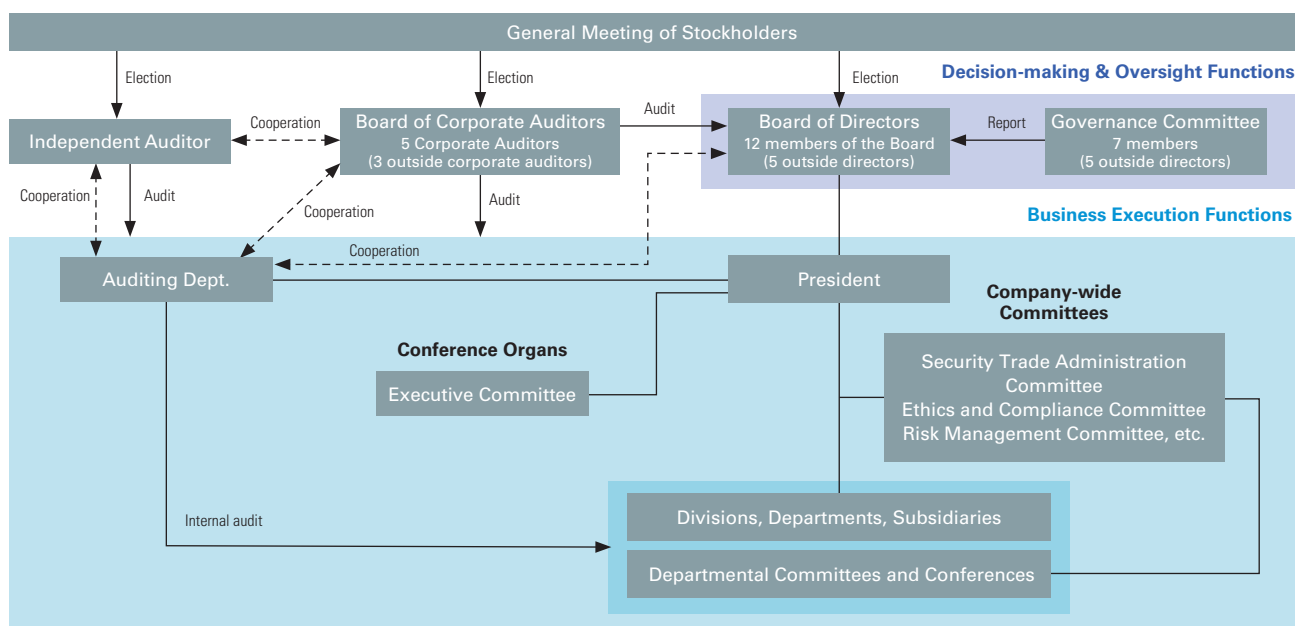 General Meeting of Stockholders
Election
Election
Election
Decision-making & Oversight Functions
Independent Auditor
Cooperation
Board of Corporate Auditors
5 Corporate Auditors
(3 outside corporate auditors)
Audit
Board of Directors
12 members of the Board
(5 outside directors)
Report
Governance Committee
7 members
(5 outside directors)
Cooperation
Audit
Cooperation
Audit
Business Execution Functions
Cooperation
Auditing Dept.
President
Company-wide
Committees
Conference Organs
Executive Committee
Security Trade Administration
Committee
Ethics and Compliance Committee
Risk Management Committee, etc.
Internal audit
Divisions, Departments, Subsidiaries
Departmental Committees and Conferences